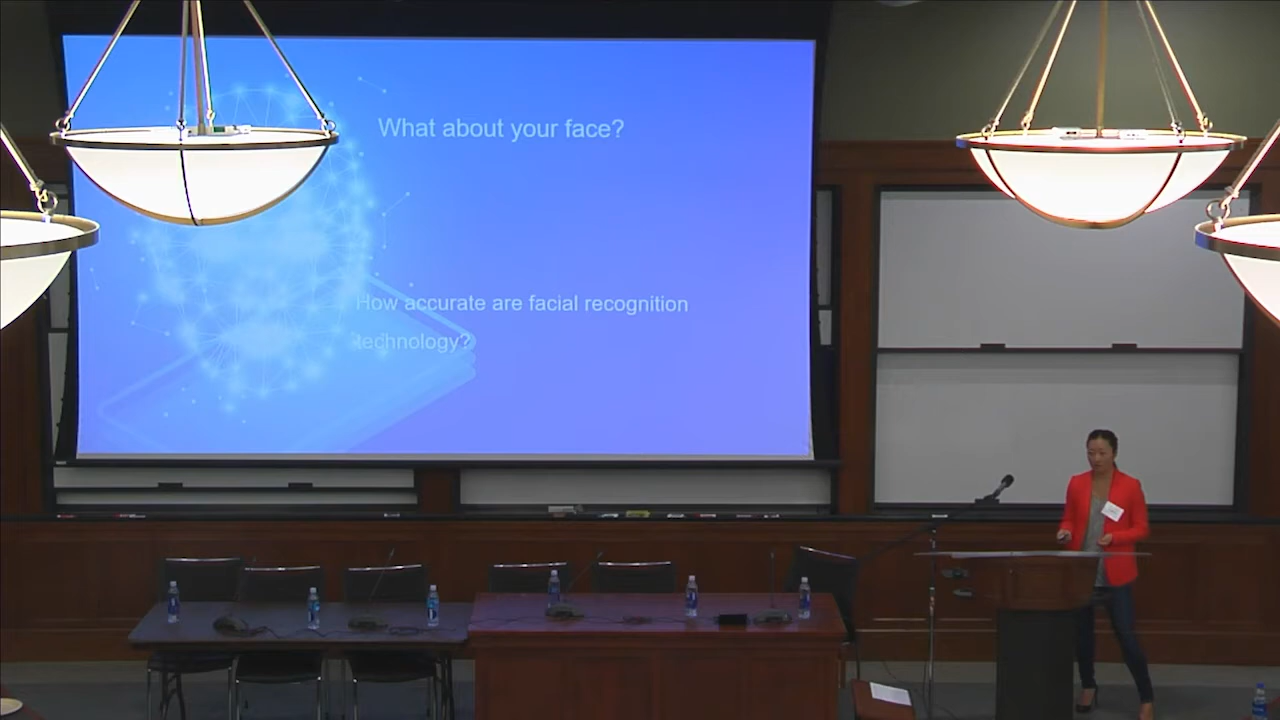 What about your face?
How accurate are facial recognition
technology?